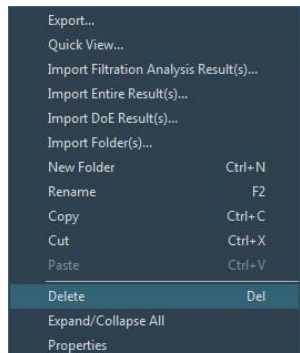 Export...
Quick View...
Import Filtration Analysis Result(s)...
Import Entire Result(s)...
Import DoE Result(s)...
Import Folder(s)...
New Folder Ctrl+N
Rename F2
Copy Ctrl+C
Cut Ctrl+X
Paste Ctrl+V
Delete Del
Expand/Collapse All
Properties